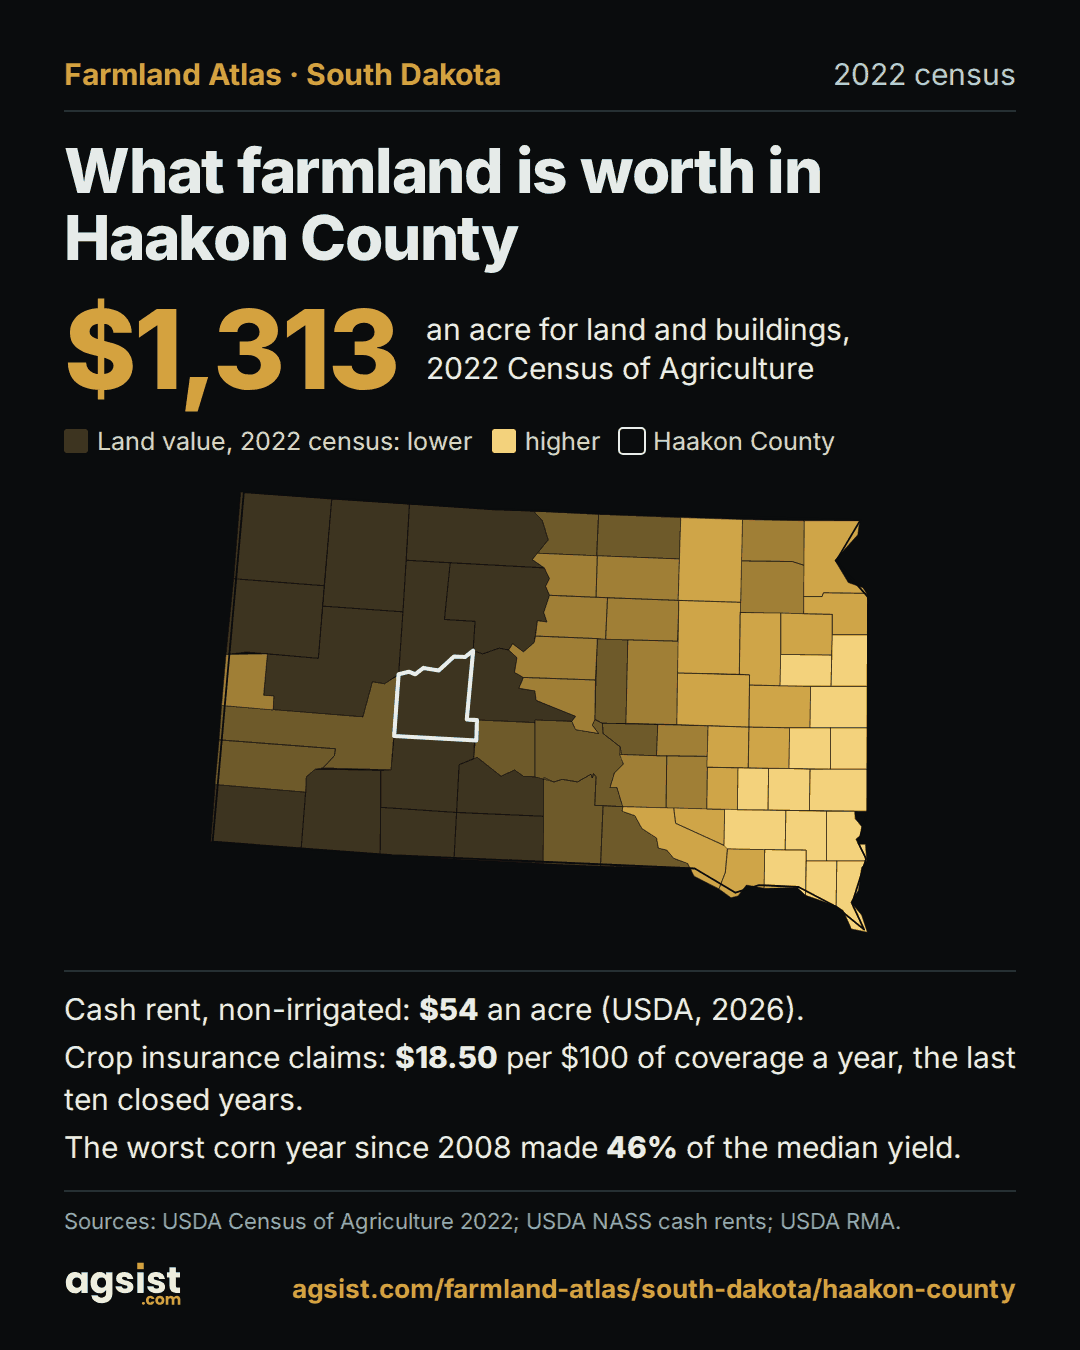 Farmland Atlas · South Dakota
2022 census
What farmland is worth in
Haakon County
$1,313
an acre for land and buildings,
2022 Census of Agriculture
Land value, 2022 census: lower
higher
Haakon County
Cash rent, non-irrigated: $54 an acre (USDA, 2026).
Crop insurance claims: $18.50 per $100 of coverage a year, the last
ten closed years.
The worst corn year since 2008 made 46% of the median yield.
Sources: USDA Census of Agriculture 2022; USDA NASS cash rents; USDA RMA.
agsist
.com
agsist.com/farmland-atlas/south-dakota/haakon-county